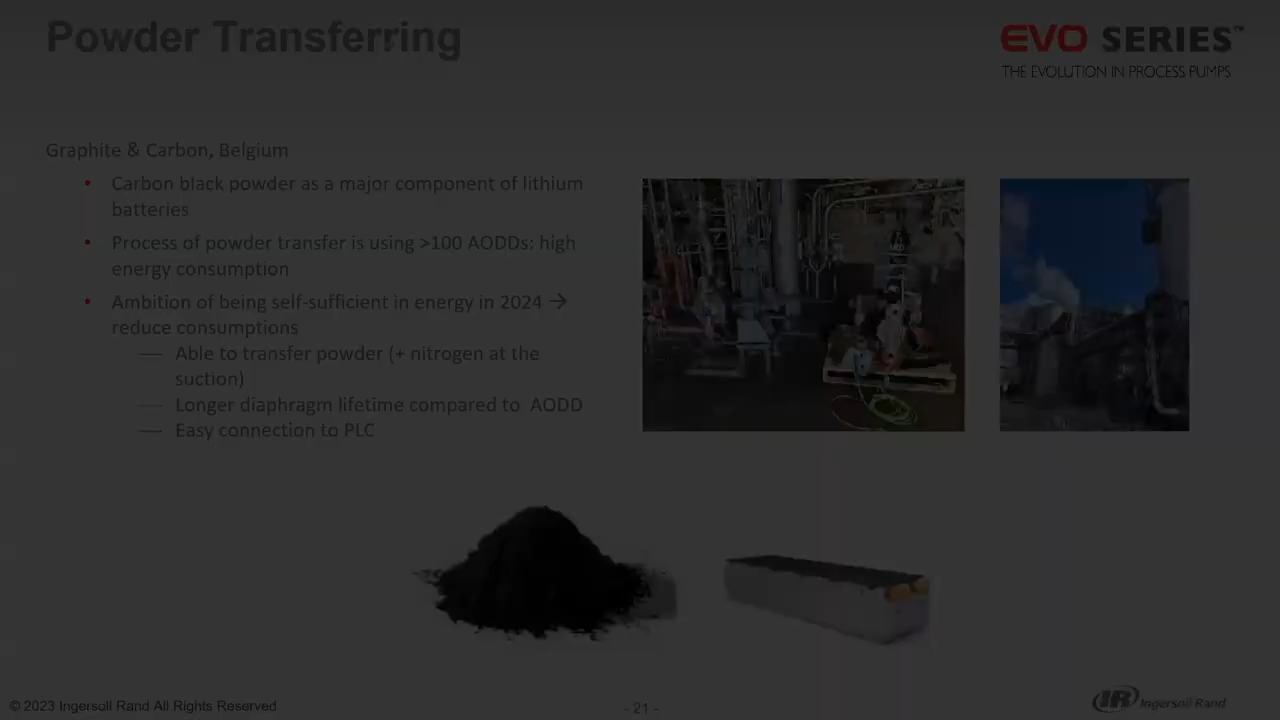 Powder Transferring
EVO SERIES™
THE EVOLUTION IN PROCESS PUMPS
Graphite & Carbon, Belgium
• Carbon black powder as a major component of lithium
batteries
• Process of powder transfer is using >100 AODDs: high
energy consumption
• Ambition of being self-sufficient in energy in 2024 →
reduce consumptions
— Able to transfer powder (+ nitrogen at the
suction)
— Longer diaphragm lifetime compared to AODD
— Easy connection to PLC
© 2023 Ingersoll Rand All Rights Reserved
- 21 -
IR Ingersoll Rand